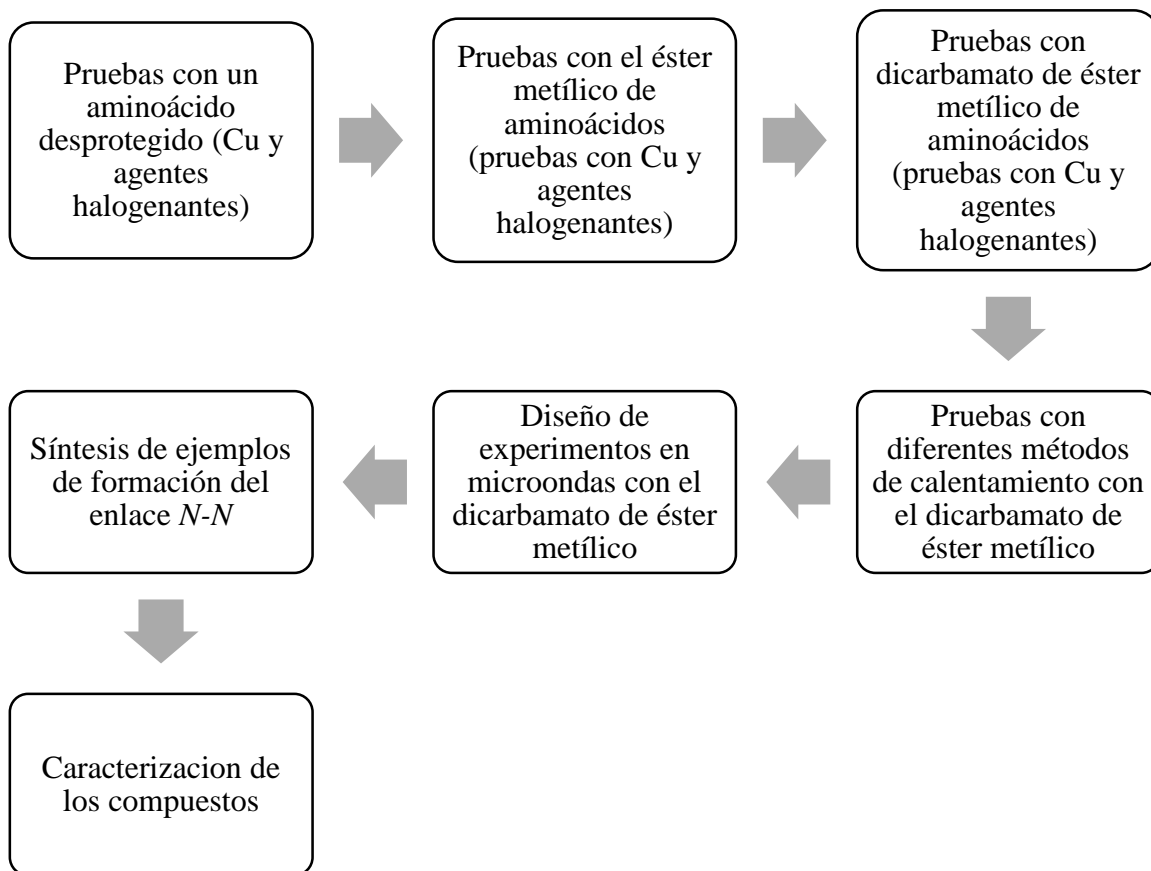 Pruebas con un
aminoácido
desprotegido (Cu y
agentes
halogenantes)
Pruebas con el éster
metílico de
aminoácidos
(pruebas con Cu y
agentes
halogenantes)
Pruebas con
dicarbamato de éster
metílico de
aminoácidos
(pruebas con Cu y
agentes
halogenantes)
Pruebas con
diferentes métodos
de calentamiento con
el dicarbamato de
éster metílico
Diseño de
experimentos en
microondas con el
dicarbamato de éster
metílico
Síntesis de ejemplos
de formación del
enlace N-N
Caracterizacion de
los compuestos